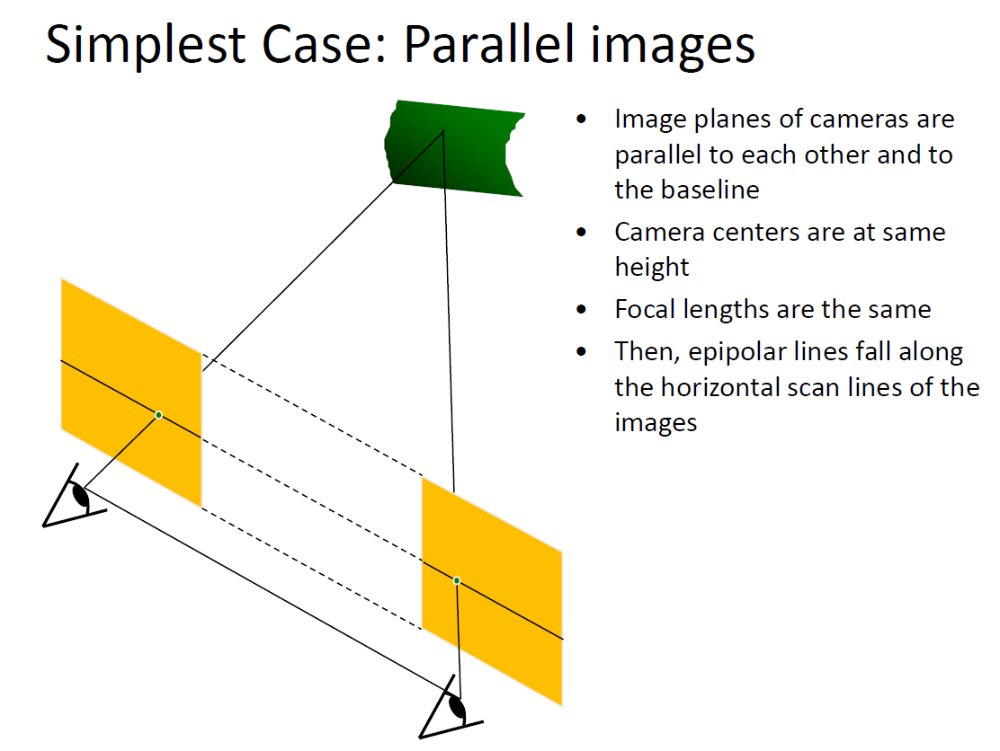 Simplest Case: Parallel images
• Image planes of cameras are
parallel to each other and to
the baseline
• Camera centers are at same
height
• Focal lengths are the same
• Then, epipolar lines fall along
the horizontal scan lines of the
images